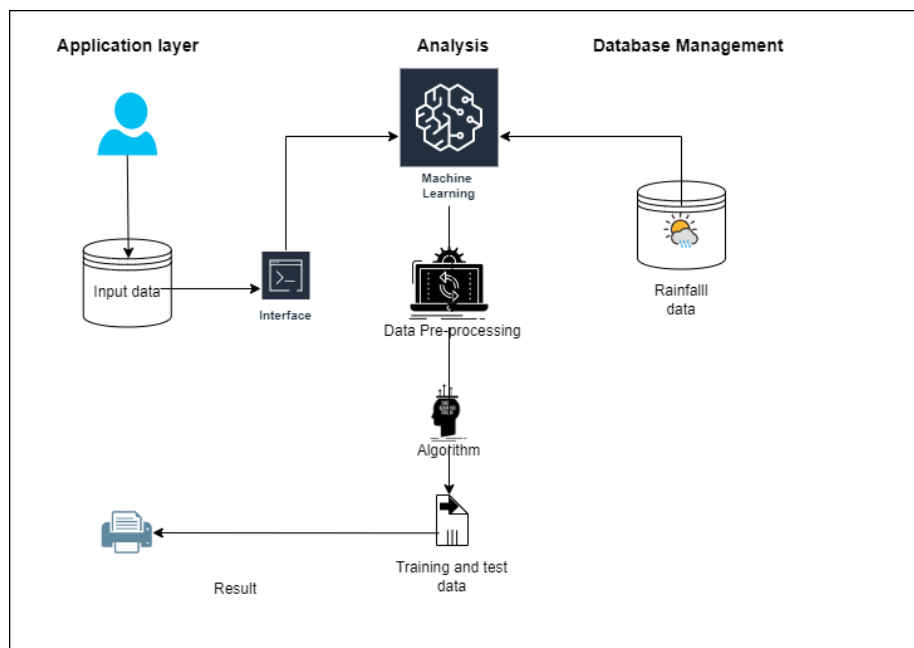 Application layer
Analysis
Database Management
Machine
Learning
Input data
Interface
Rainfalll
data
Data Pre-processing
Algorithm
Training and test
data
Result